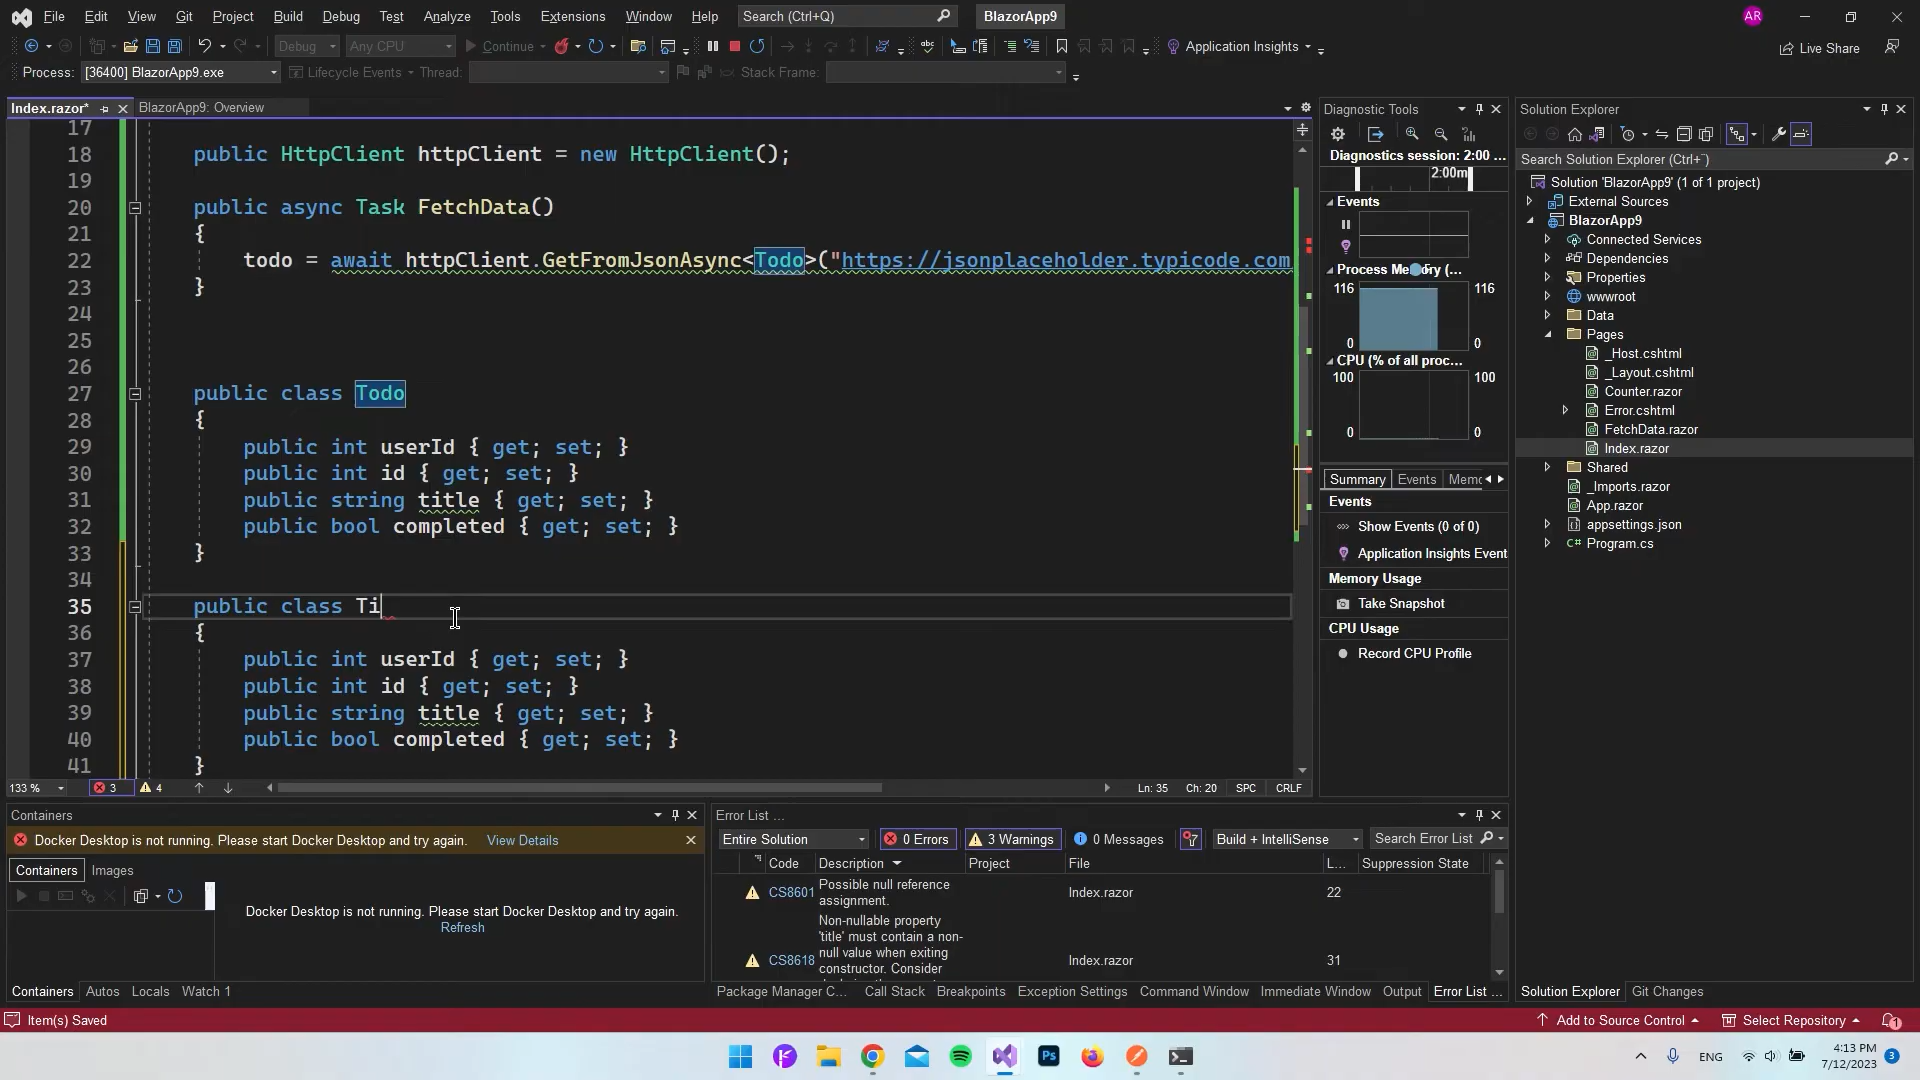 File Edit View Git Project Build Debug Test Analyze Tools Extensions Window Help Search (Ctrl+Q) BlazorApp9 AR
Debug Any CPU Continue Application Insights Live Share
Process: [36400] BlazorApp9.exe Lifecycle Events Thread: Stack Frame:
Index.razor* BlazorApp9: Overview
17
18 public HttpClient httpClient = new HttpClient();
19
20 public async Task FetchData()
21 {
22 todo = await httpClient.GetFromJsonAsync<Todo>("https://jsonplaceholder.typicode.com
23 }
24
25
26
27 public class Todo
28 {
29 public int userId { get; set; }
30 public int id { get; set; }
31 public string title { get; set; }
32 public bool completed { get; set; }
33 }
34
35 public class Ti
36 {
37 public int userId { get; set; }
38 public int id { get; set; }
39 public string title { get; set; }
40 public bool completed { get; set; }
41 }
133 % 3 4 Ln: 35 Ch: 20 SPC CRLF
Diagnostic Tools
Diagnostics session: 2:00 ...
2:00m
Events
Process Memory (...
116 116
0 0
CPU (% of all proc...
100 100
0 0
Summary Events Memo
Events
Show Events (0 of 0)
Application Insights Event
Memory Usage
Take Snapshot
CPU Usage
Record CPU Profile
Solution Explorer
Search Solution Explorer (Ctrl+¨)
Solution 'BlazorApp9' (1 of 1 project)
External Sources
BlazorApp9
Connected Services
Dependencies
Properties
wwwroot
Data
Pages
_Host.cshtml
_Layout.cshtml
Counter.razor
Error.cshtml
FetchData.razor
Index.razor
Shared
_Imports.razor
App.razor
appsettings.json
C# Program.cs
Containers
Docker Desktop is not running. Please start Docker Desktop and try again. View Details
Containers Images
Docker Desktop is not running. Please start Docker Desktop and try again.
Refresh
Containers Autos Locals Watch 1
Error List ...
Entire Solution 0 Errors 3 Warnings 0 Messages Build + IntelliSense Search Error List
Code Description Project File L... Suppression State
CS8601 Possible null reference assignment. Index.razor 22
CS8618 Non-nullable property 'title' must contain a non-null value when exiting constructor. Consider Index.razor 31
Package Manager C... Call Stack Breakpoints Exception Settings Command Window Immediate Window Output Error List ...
Solution Explorer Git Changes
Item(s) Saved Add to Source Control Select Repository 1
ENG 4:13 PM
7/12/2023 3